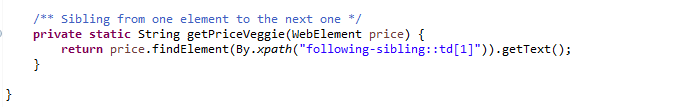 /** Sibling from one element to the next one */
private static String getPriceVeggie(WebElement price) {
return price.findElement(By.xpath("following-sibling::td[1]")).getText();
}
}